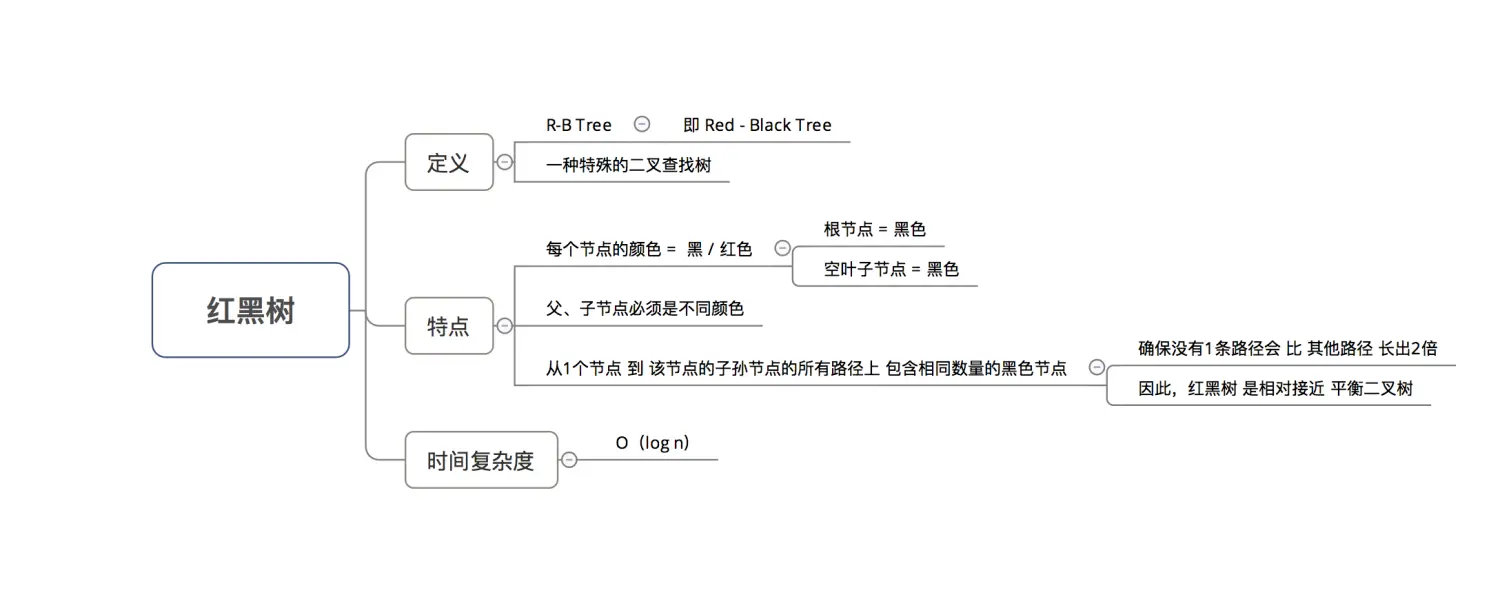 红黑树
定义
R-B Tree
即 Red - Black Tree
一种特殊的二叉查找树
特点
每个节点的颜色 = 黑 / 红色
根节点 = 黑色
空叶子节点 = 黑色
父、子节点必须是不同颜色
从1个节点 到 该节点的子孙节点的所有路径上 包含相同数量的黑色节点
确保没有1条路径会 比 其他路径 长出2倍
因此，红黑树 是相对接近 平衡二叉树
时间复杂度
O（log n）